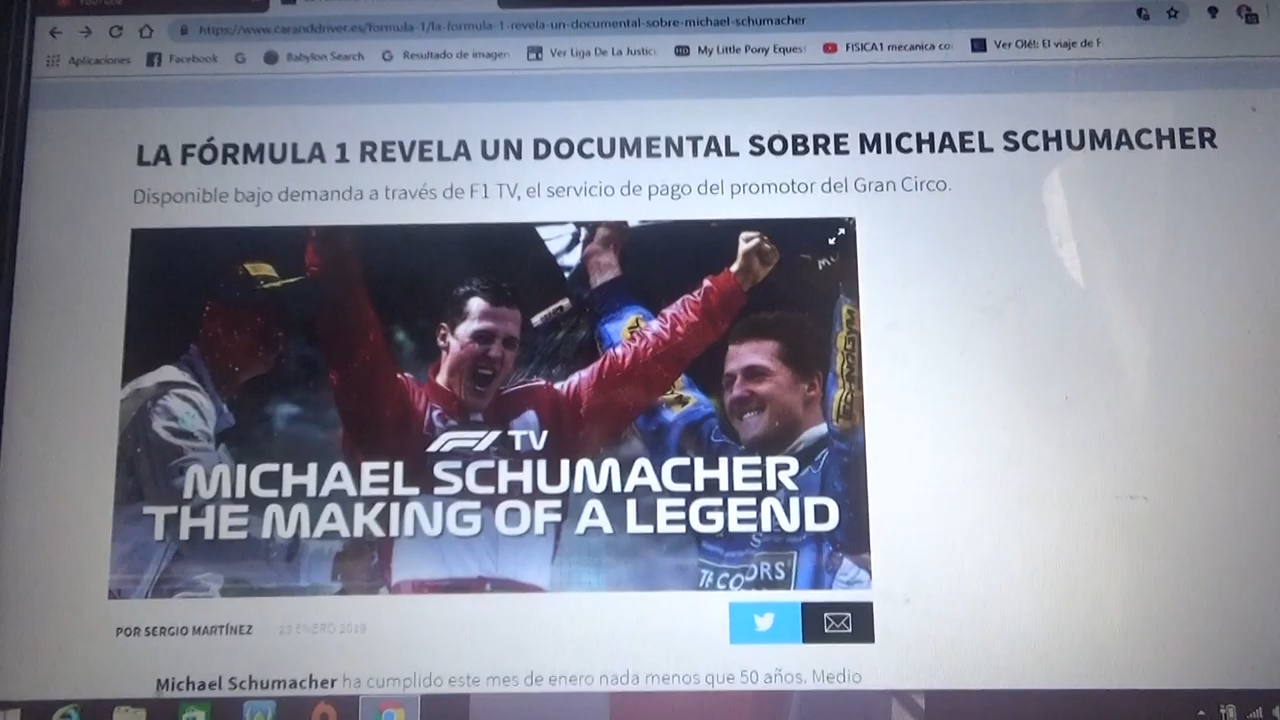 https://www.caranddriver.es/formula-1/la-formula-1-revela-un-documental-sobre-michael-schumacher
Aplicaciones Facebook Babylon Search Resultado de imagen Ver Liga De La Justic My Little Pony Equest FISICA1 mecanica co Ver Olé!: El viaje de F
LA FÓRMULA 1 REVELA UN DOCUMENTAL SOBRE MICHAEL SCHUMACHER
Disponible bajo demanda a través de F1 TV, el servicio de pago del promotor del Gran Circo.
F1 TV
MICHAEL SCHUMACHER
THE MAKING OF A LEGEND
POR SERGIO MARTÍNEZ 23 ENERO 2019
Michael Schumacher ha cumplido este mes de enero nada menos que 50 años. Medio